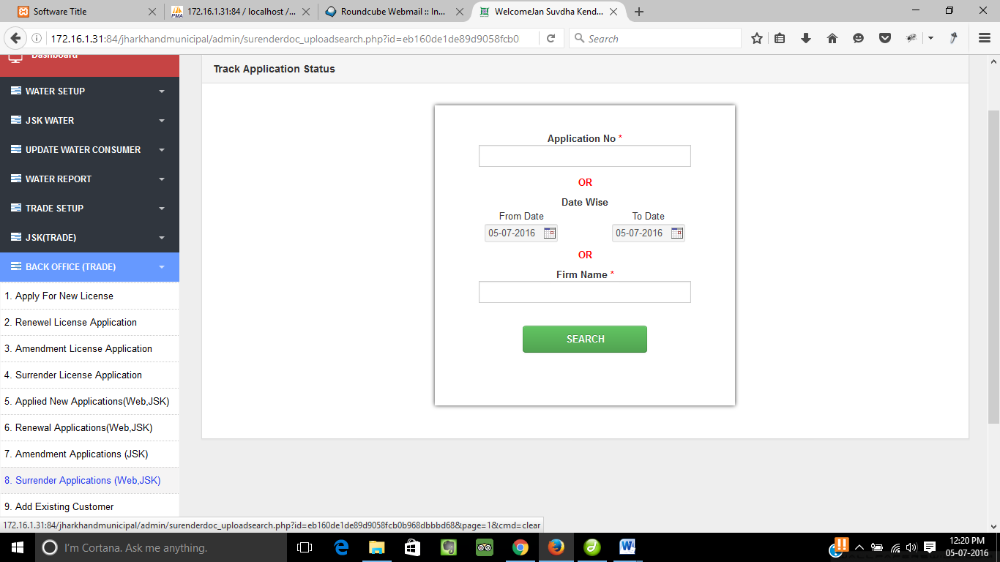 Software Title
172.16.1.31:84 / localhost /...
Roundcube Webmail :: In...
WelcomeJan Suvdha Kend...
172.16.1.31:84/jharkhandmunicipal/admin/surenderdoc_uploadsearch.php?id=eb160de1de89d9058fcb0
Search
Dashboard
WATER SETUP
JSK WATER
UPDATE WATER CONSUMER
WATER REPORT
TRADE SETUP
JSK(TRADE)
BACK OFFICE (TRADE)
1. Apply For New License
2. Renewel License Application
3. Amendment License Application
4. Surrender License Application
5. Applied New Applications(Web,JSK)
6. Renewal Applications(Web,JSK)
7. Amendment Applications (JSK)
8. Surrender Applications (Web,JSK)
9. Add Existing Customer
Track Application Status
Application No *
OR
Date Wise
From Date To Date
05-07-2016 05-07-2016
OR
Firm Name *
SEARCH
172.16.1.31:84/jharkhandmunicipal/admin/surenderdoc_uploadsearch.php?id=eb160de1de89d9058fcb0b968dbbbd68&page=1&cmd=clear
I'm Cortana. Ask me anything.
12:20 PM
05-07-2016